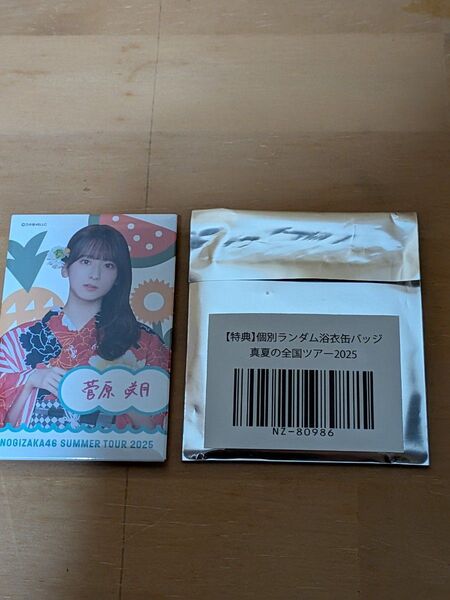 菅原 咲月
NOGIZAKA46 SUMMER TOUR 2025
【特典】個別ランダム浴衣缶バッジ
真夏の全国ツアー2025
NZ-80986